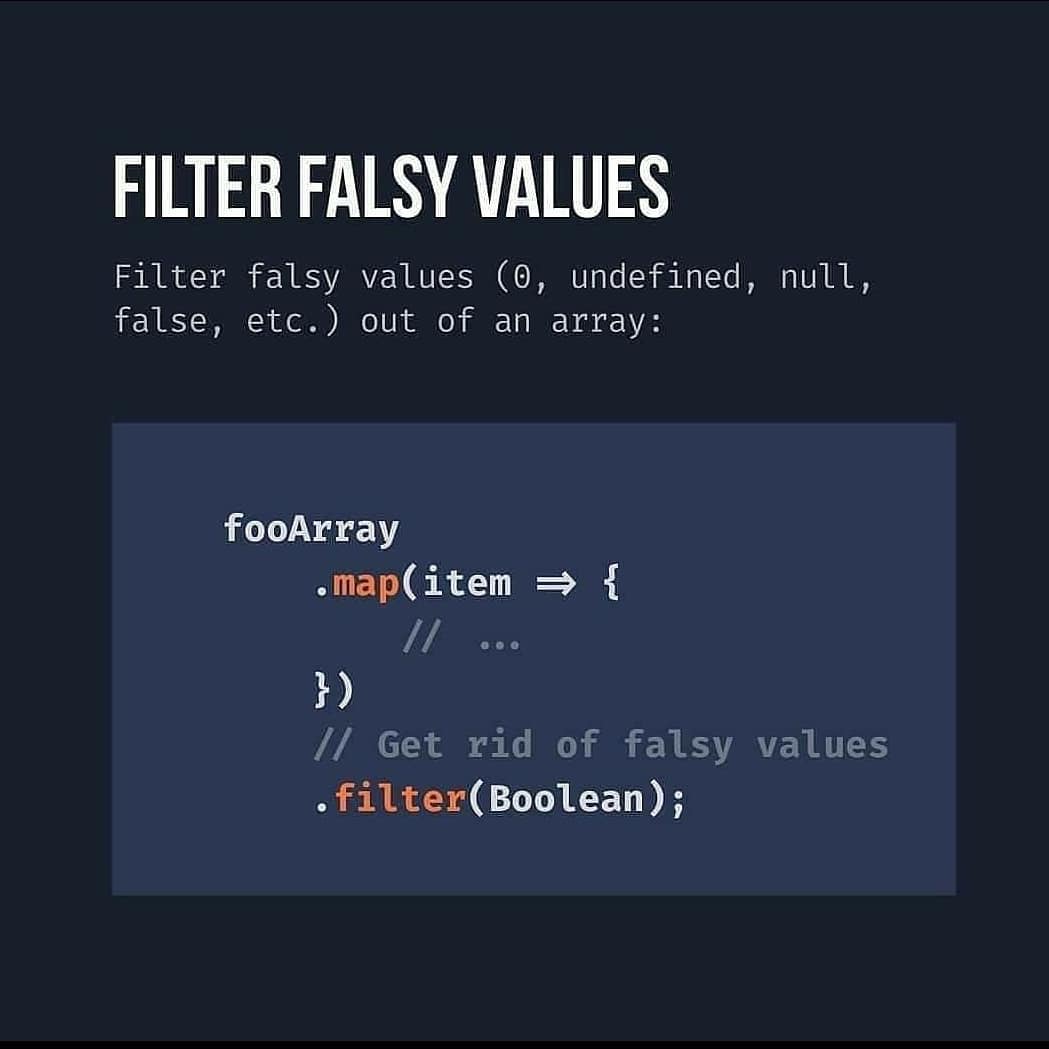 FILTER FALSY VALUES
Filter falsy values (0, undefined, null,
false, etc.) out of an array:
fooArray
.map(item => {
// ...
})
// Get rid of falsy values
.filter(Boolean);